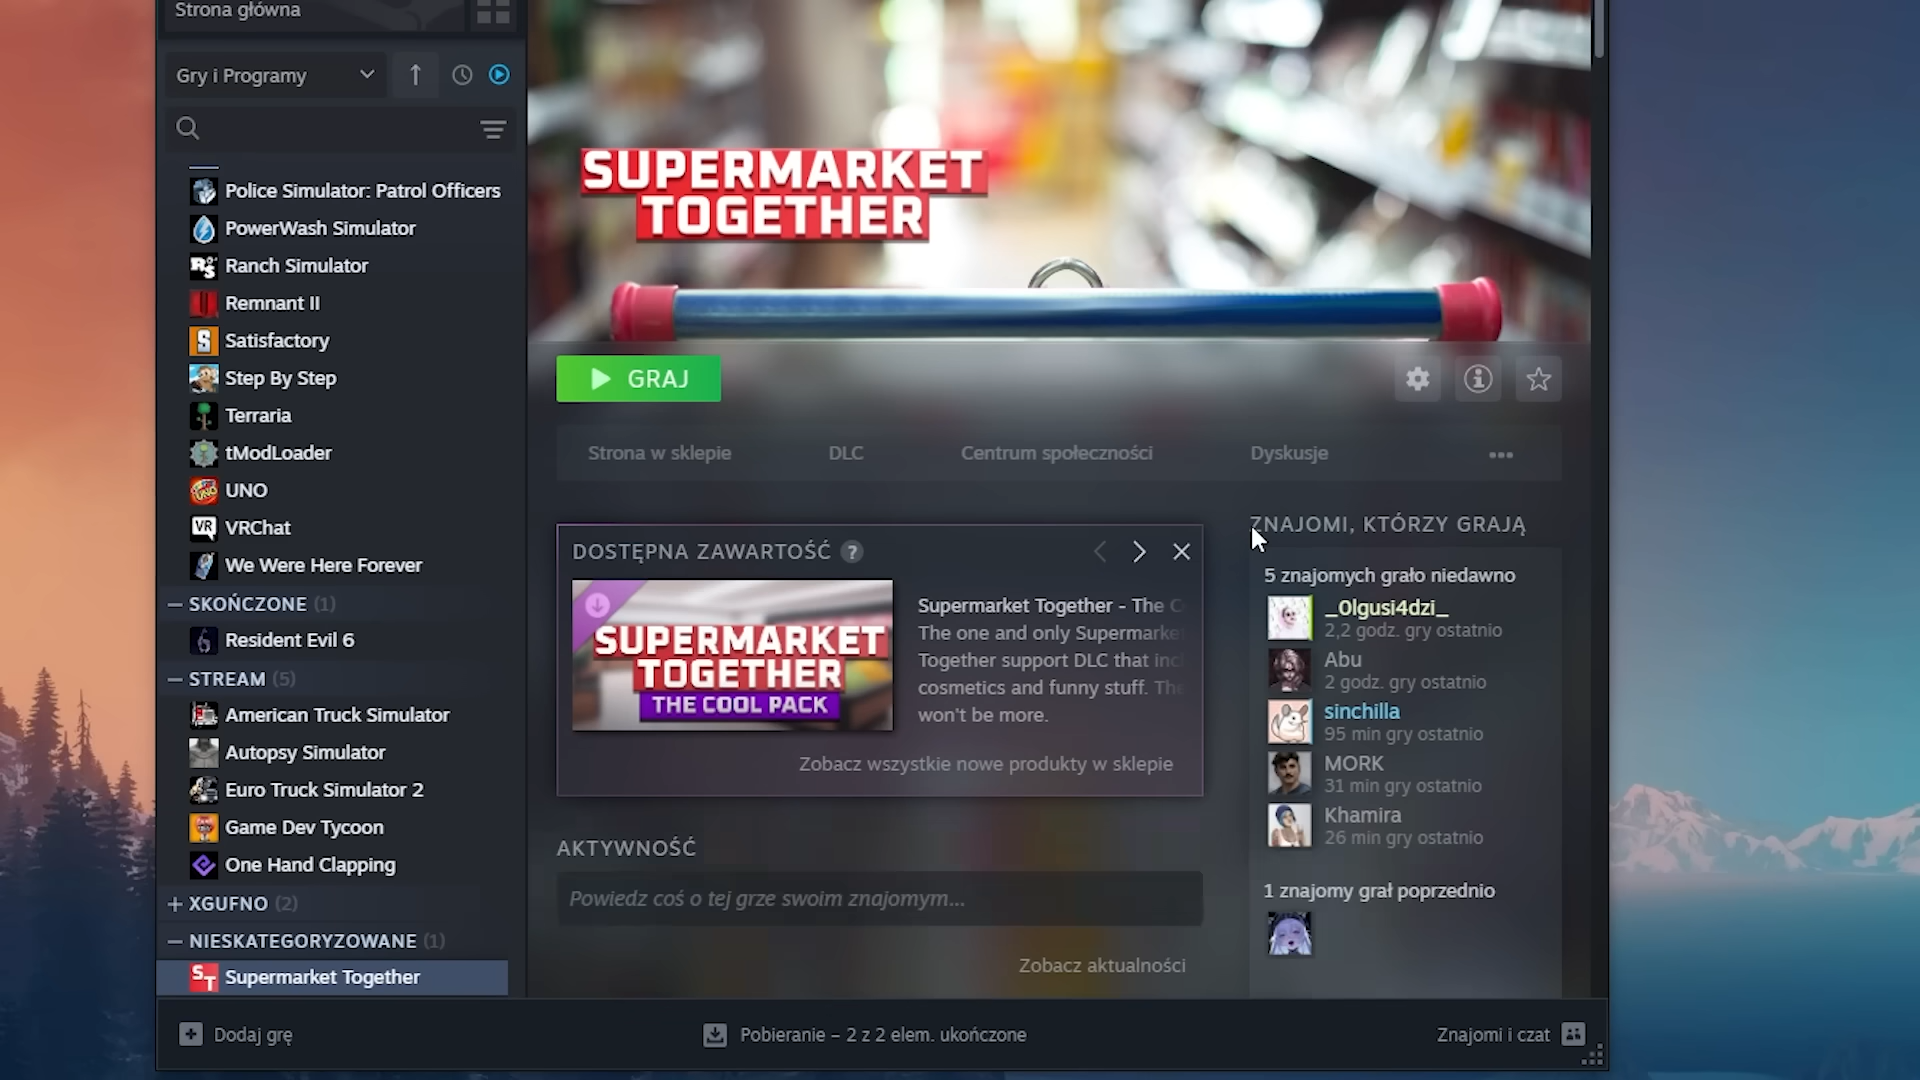 Strona główna
Gry i Programy
Police Simulator: Patrol Officers
PowerWash Simulator
Ranch Simulator
Remnant II
Satisfactory
Step By Step
Terraria
tModLoader
UNO
VRChat
We Were Here Forever
SKOŃCZONE (1)
Resident Evil 6
STREAM (5)
American Truck Simulator
Autopsy Simulator
Euro Truck Simulator 2
Game Dev Tycoon
One Hand Clapping
XGUFNO (2)
NIESKATEGORYZOWANE (1)
Supermarket Together
SUPERMARKET
TOGETHER
GRAJ
Strona w sklepie DLC Centrum społeczności Dyskusje
DOSTĘPNA ZAWARTOŚĆ ?
SUPERMARKET
TOGETHER
THE COOL PACK
Supermarket Together - The C
The one and only Supermarke
Together support DLC that incl
cosmetics and funny stuff. The
won't be more.
Zobacz wszystkie nowe produkty w sklepie
AKTYWNOŚĆ
Powiedz coś o tej grze swoim znajomym...
Zobacz aktualności
ZNAJOMI, KTÓRZY GRAJĄ
5 znajomych grało niedawno
_Olgusi4dzi_
2,2 godz. gry ostatnio
Abu
2 godz. gry ostatnio
sinchilla
95 min gry ostatnio
MORK
31 min gry ostatnio
Khamira
26 min gry ostatnio
1 znajomy grał poprzednio
Dodaj grę
Pobieranie – 2 z 2 elem. ukończone
Znajomi i czat